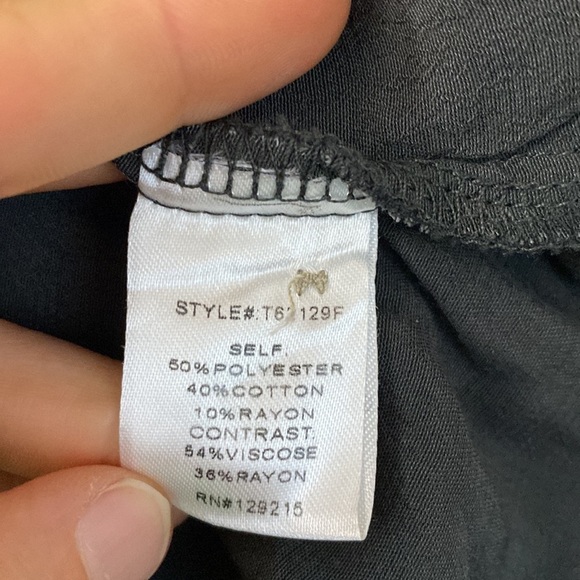 STYLE#:
SELF:
50%POLYESTER
40%COTTON
10%RAYON
CONTRAST:
54%VISCOSE
36%RAYON
RN#129215